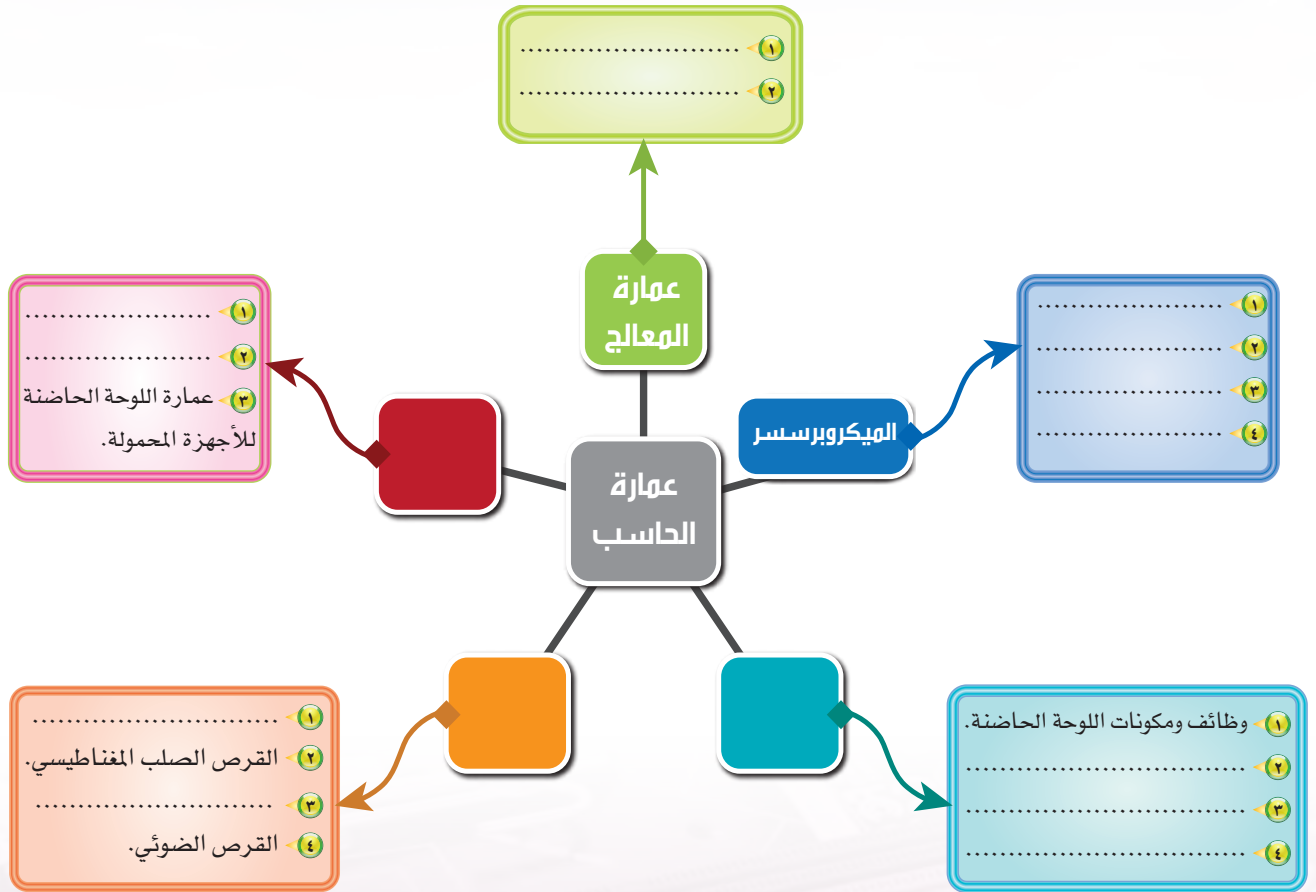 ١ ..........................
٢ ..........................
عمارة
المعالج
١ ......................
٢ ......................
٣ ......................
٤ ......................
الميكروبرسسر
عمارة
الحاسب
١ ......................
٢ ......................
٣ عمارة اللوحة الحاضنة
للأجهزة المحمولة.
١ وظائف ومكونات اللوحة الحاضنة.
٢ .................................
٣ .................................
٤ .................................
١ .............................
٢ القرص الصلب المغناطيسي.
٣ ............................
٤ القرص الضوئي.